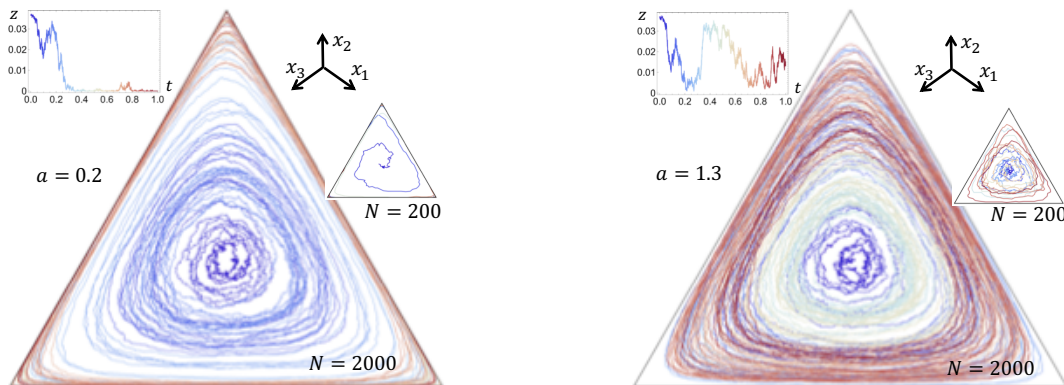 z
0.03
0.02
0.01
0
0.0 0.2 0.4 0.6 0.8 1.0 t
x₂
x₃ x₁
a = 0.2
N = 200
N = 2000
z
0.03
0.02
0.01
0
0.0 0.2 0.4 0.6 0.8 1.0 t
x₂
x₃ x₁
a = 1.3
N = 200
N = 2000